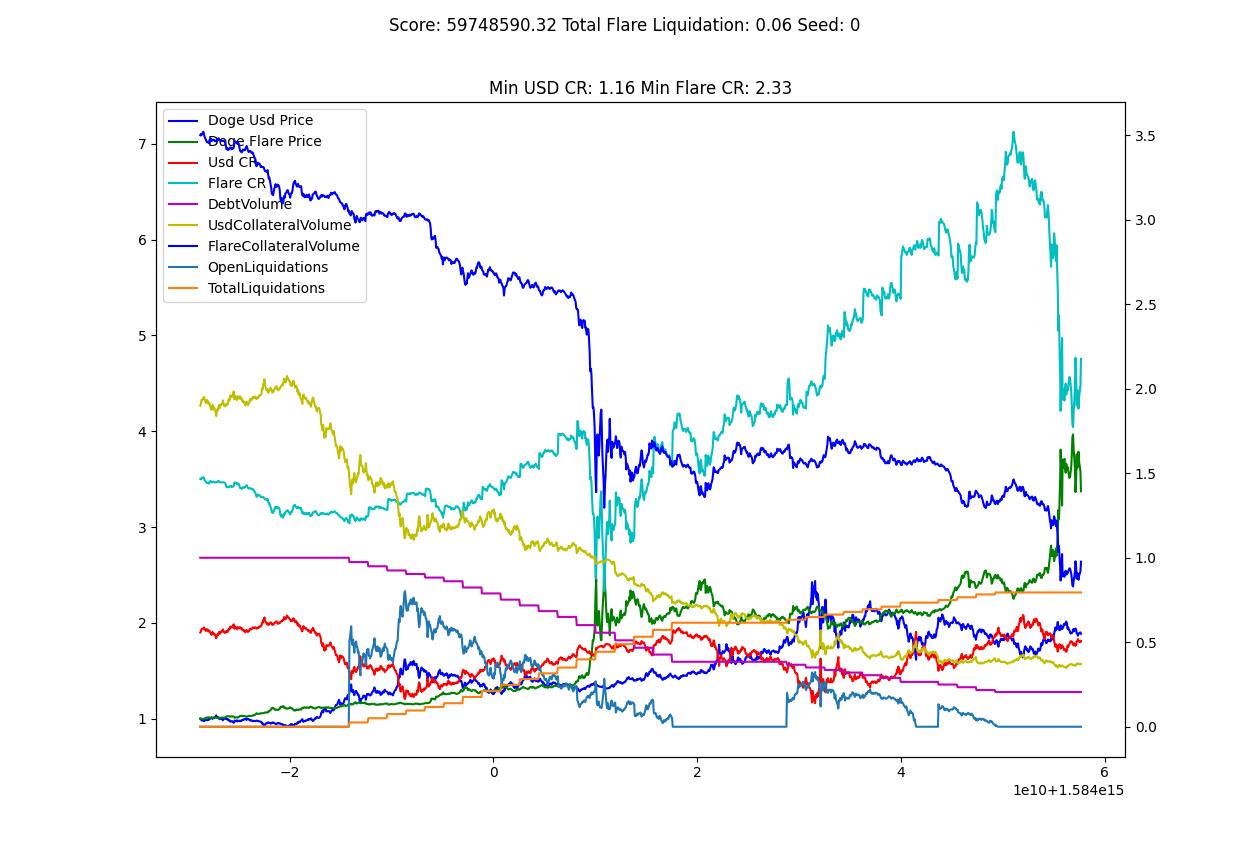 Score: 59748590.32 Total Flare Liquidation: 0.06 Seed: 0
Min USD CR: 1.16 Min Flare CR: 2.33
Doge Usd Price
Doge Flare Price
Usd CR
Flare CR
DebtVolume
UsdCollateralVolume
FlareCollateralVolume
OpenLiquidations
TotalLiquidations
7
6
5
4
3
2
1
3.5
3.0
2.5
2.0
1.5
1.0
0.5
0.0
−2 0 2 4 6
1e10+1.584e15